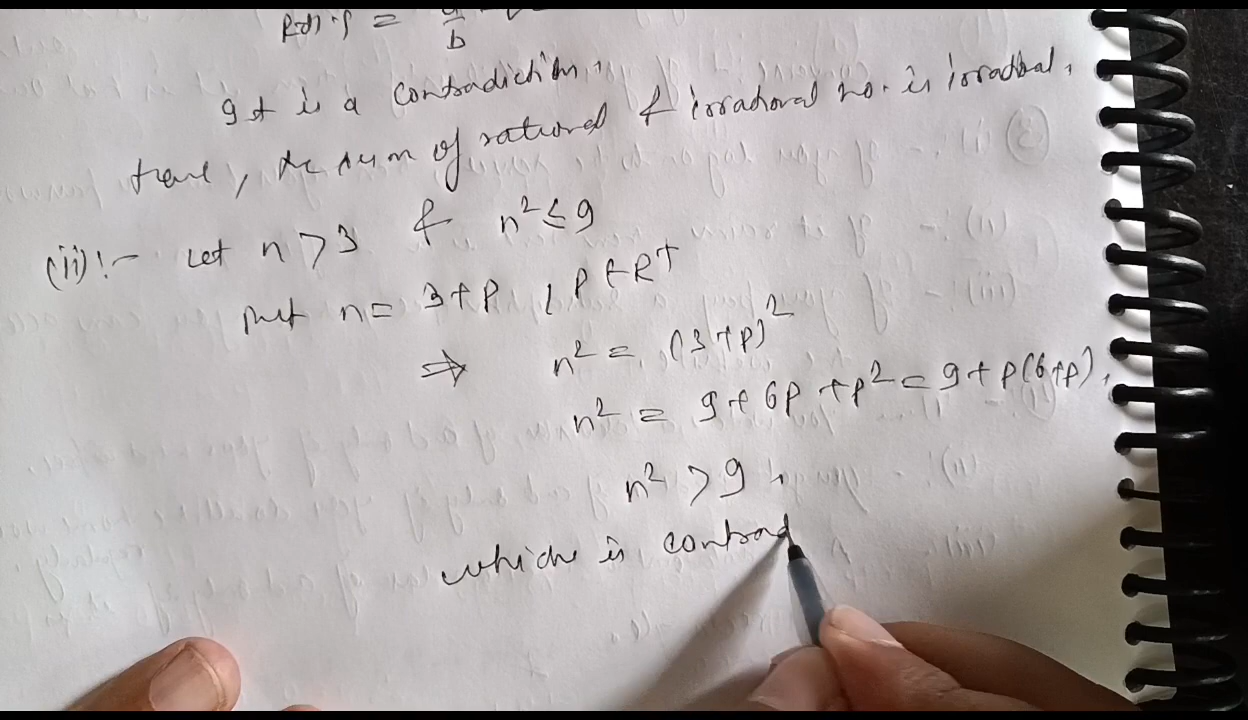 = a/b
It is a contradiction.
, the sum of rational & irrational no. is irrational.
(ii):- Let n > 3 & n² ≤ 9
Put n = 3+P, P ∈ R⁺
⇒ n² = (3+p)²
n² = 9+6p+p² = 9+p(6+p).
n² > 9
which is contrad